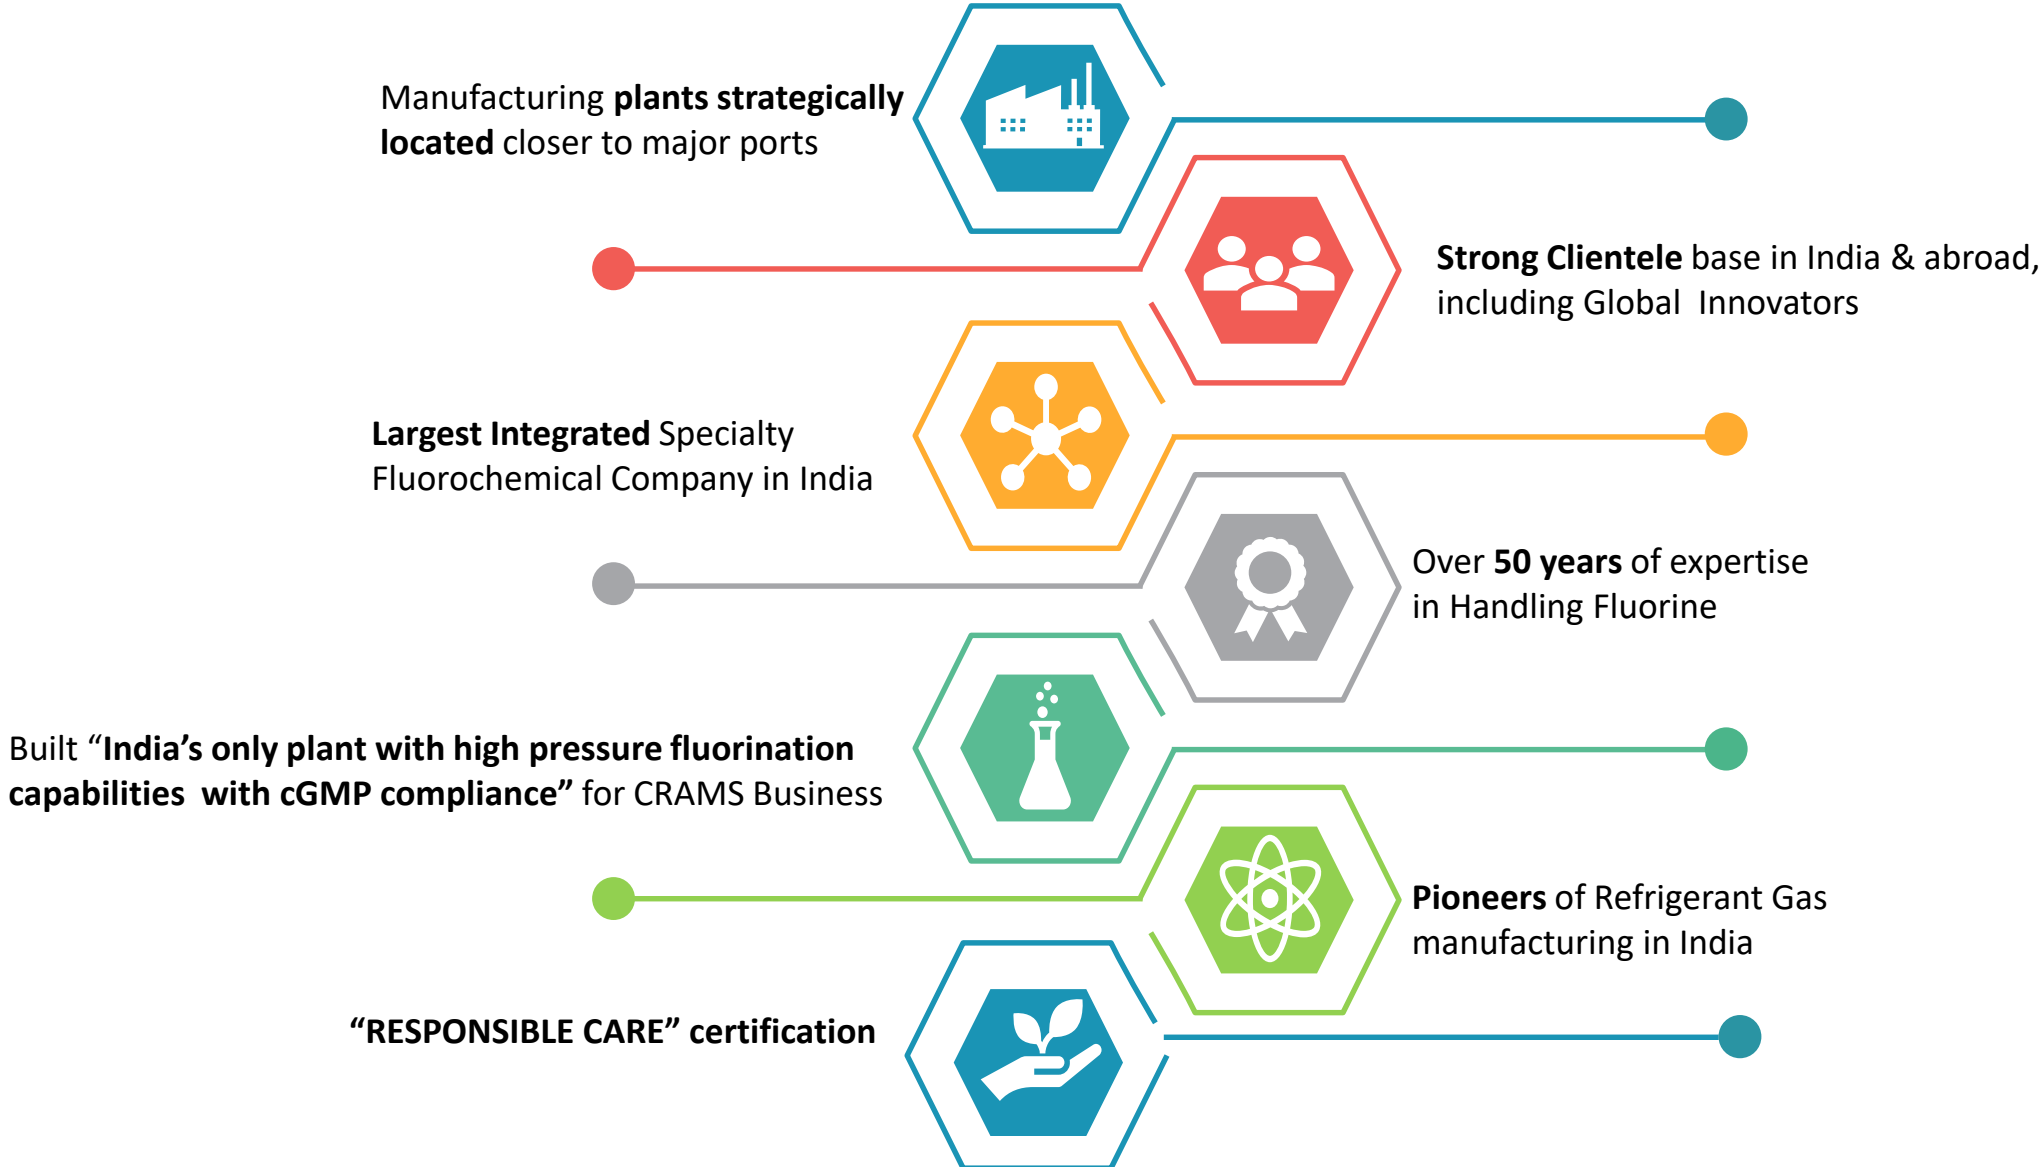 Manufacturing plants strategically
located closer to major ports
Strong Clientele base in India & abroad,
including Global Innovators
Largest Integrated Specialty
Fluorochemical Company in India
Over 50 years of expertise
in Handling Fluorine
Built “India’s only plant with high pressure fluorination
capabilities with cGMP compliance” for CRAMS Business
Pioneers of Refrigerant Gas
manufacturing in India
“RESPONSIBLE CARE” certification